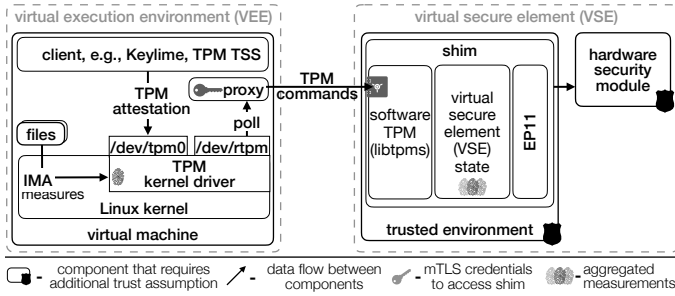 virtual execution environment (VEE)
client, e.g., Keylime, TPM TSS
TPM
attestation
proxy
poll
files
/dev/tpm0
/dev/rtpm
IMA
measures
TPM
kernel driver
Linux kernel
virtual machine
TPM
commands
virtual secure element (VSE)
shim
software
TPM
(libtpms)
virtual
secure
element
(VSE)
state
EP11
trusted environment
hardware
security
module
- component that requires
additional trust assumption
- data flow between
components
- mTLS credentials
to access shim
- aggregated
measurements